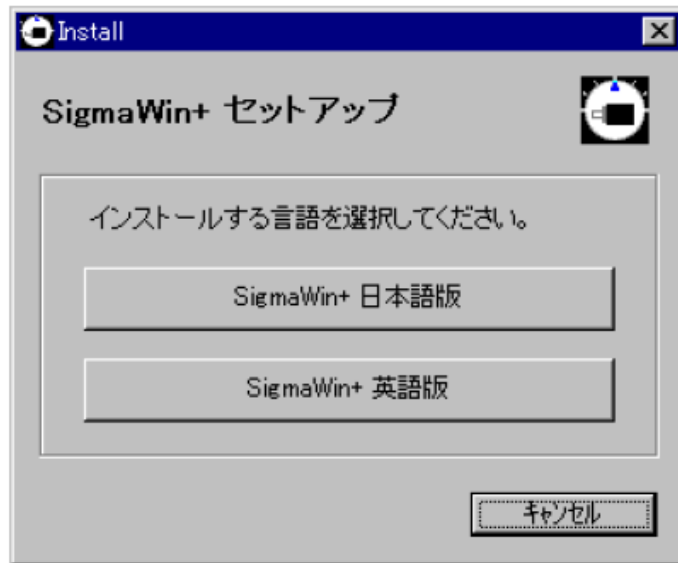 Install
SigmaWin+ セットアップ
インストールする言語を選択してください。
SigmaWin+ 日本語版
SigmaWin+ 英語版
キャンセル